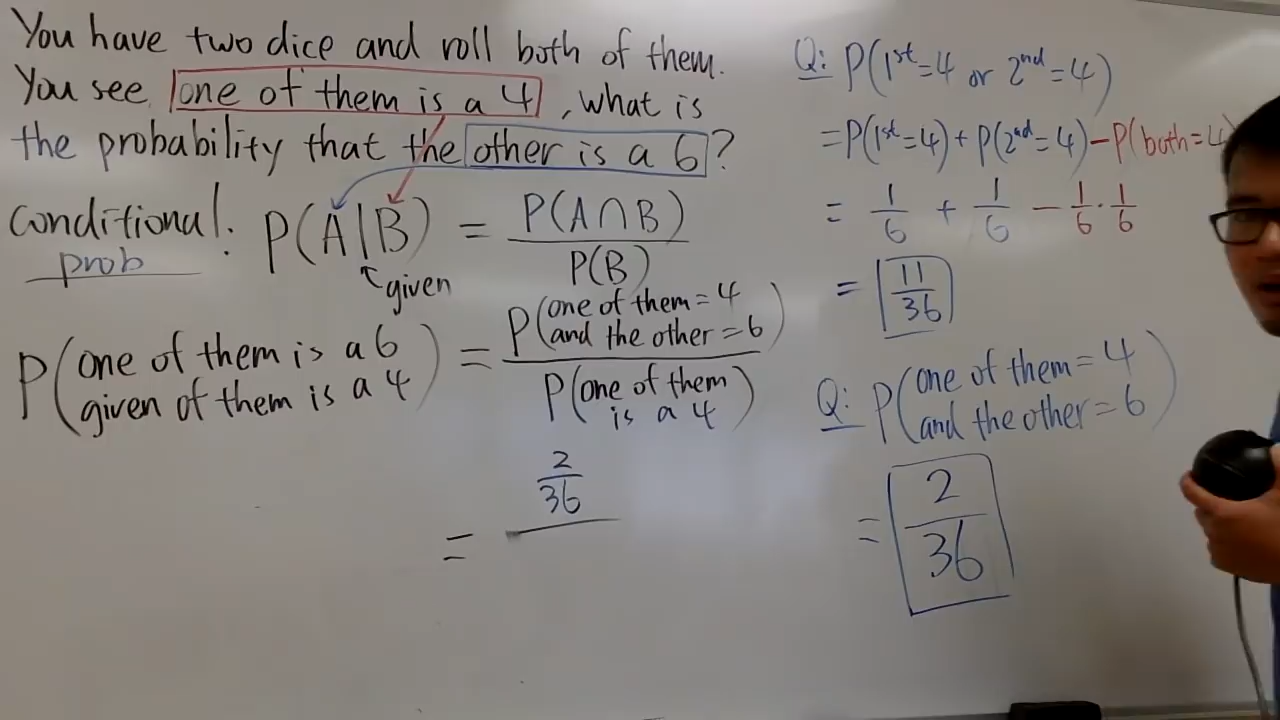 You have two dice and roll both of them.
You see one of them is a 4, what is
the probability that the other is a 6?
Conditional: P(A|B) = P(A∩B) / P(B)
prob
given
P(one of them is a 6
given of them is a 4) = P(one of them = 4
and the other = 6) / P(one of them
is a 4)
= 2/36
Q: P(1st = 4 or 2nd = 4)
= P(1st = 4) + P(2nd = 4) - P(both = 4
= 1/6 + 1/6 - 1/6 · 1/6
= 11/36
Q: P(one of them = 4
and the other = 6)
= 2/36